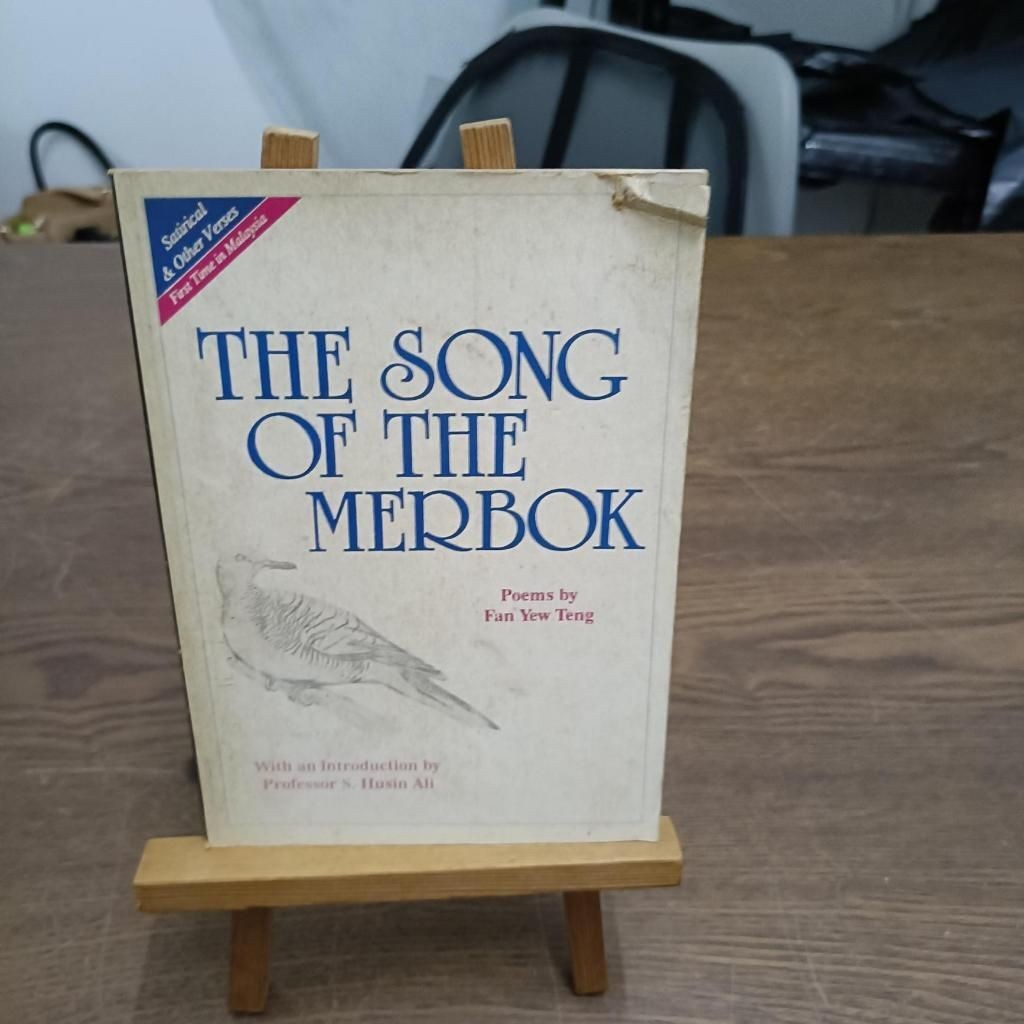 Satirical
& Other Verses
First Time in Malaysia
THE SONG
OF THE
MERBOK
Poems by
Fan Yew Teng
With an Introduction by
Professor S. Husin Ali